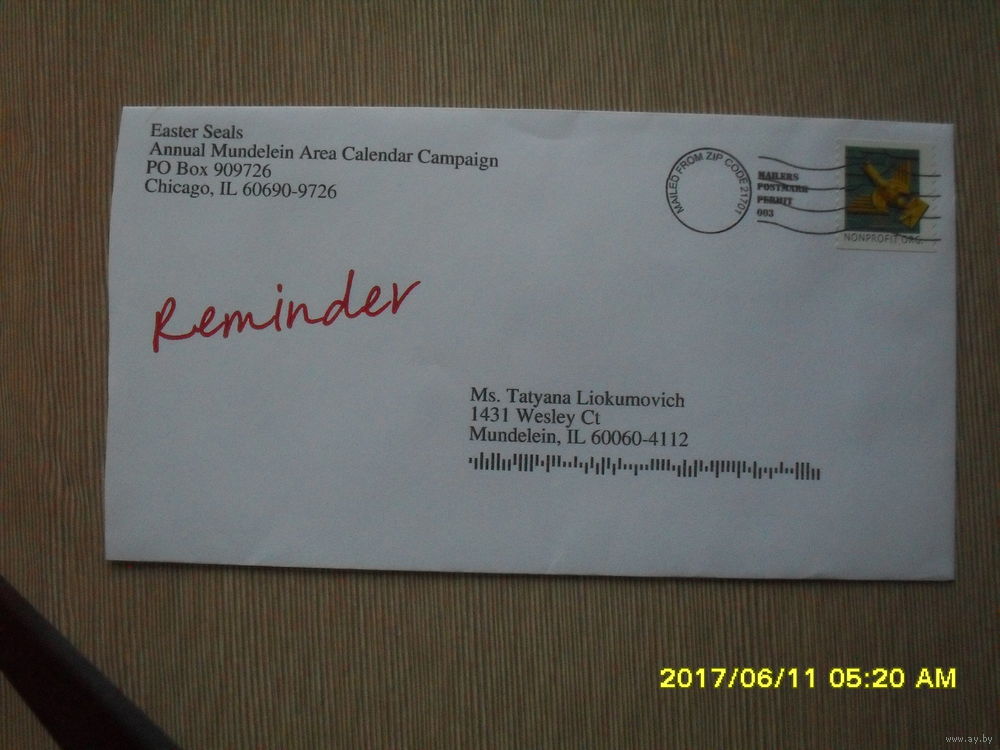 Easter Seals
Annual Mundelein Area Calendar Campaign
PO Box 909726
Chicago, IL 60690-9726
MAILED FROM ZIP CODE 21701
MAILERS
POSTMARK
PERMIT
003
NONPROFIT ORG.
Reminder
Ms. Tatyana Liokumovich
1431 Wesley Ct
Mundelein, IL 60060-4112
2017/06/11 05:20 AM
www.ay.by